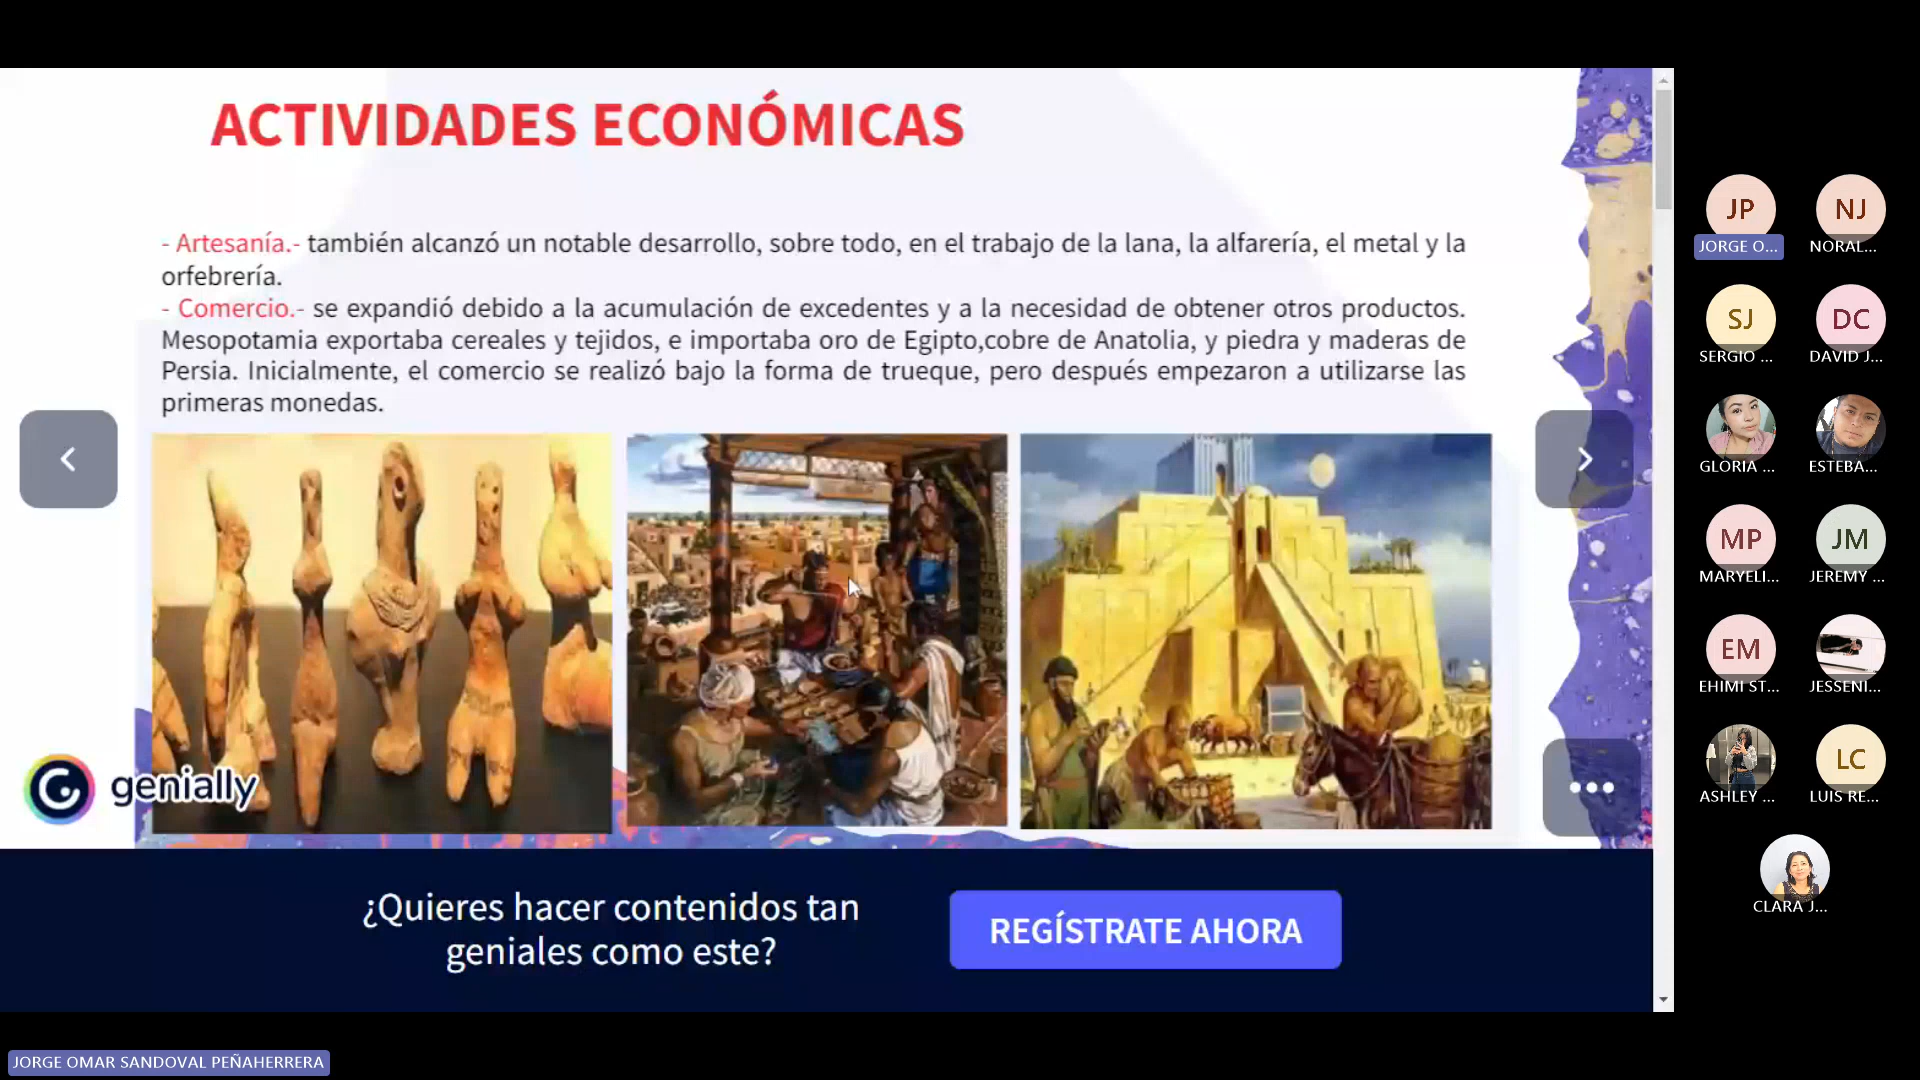 ACTIVIDADES ECONÓMICAS
- Artesanía.- también alcanzó un notable desarrollo, sobre todo, en el trabajo de la lana, la alfarería, el metal y la
orfebrería.
- Comercio.- se expandió debido a la acumulación de excedentes y a la necesidad de obtener otros productos.
Mesopotamia exportaba cereales y tejidos, e importaba oro de Egipto,cobre de Anatolia, y piedra y maderas de
Persia. Inicialmente, el comercio se realizó bajo la forma de trueque, pero después empezaron a utilizarse las
primeras monedas.
genially
¿Quieres hacer contenidos tan
geniales como este?
REGÍSTRATE AHORA
JP
NJ
JORGE O...
NORAL...
SJ
DC
SERGIO ...
DAVID J...
GLORIA ...
ESTEBA...
MP
JM
MARYELI...
JEREMY ...
EM
EHIMI ST...
JESSENI...
LC
ASHLEY ...
LUIS RE...
CLARA J...
JORGE OMAR SANDOVAL PEÑAHERRERA